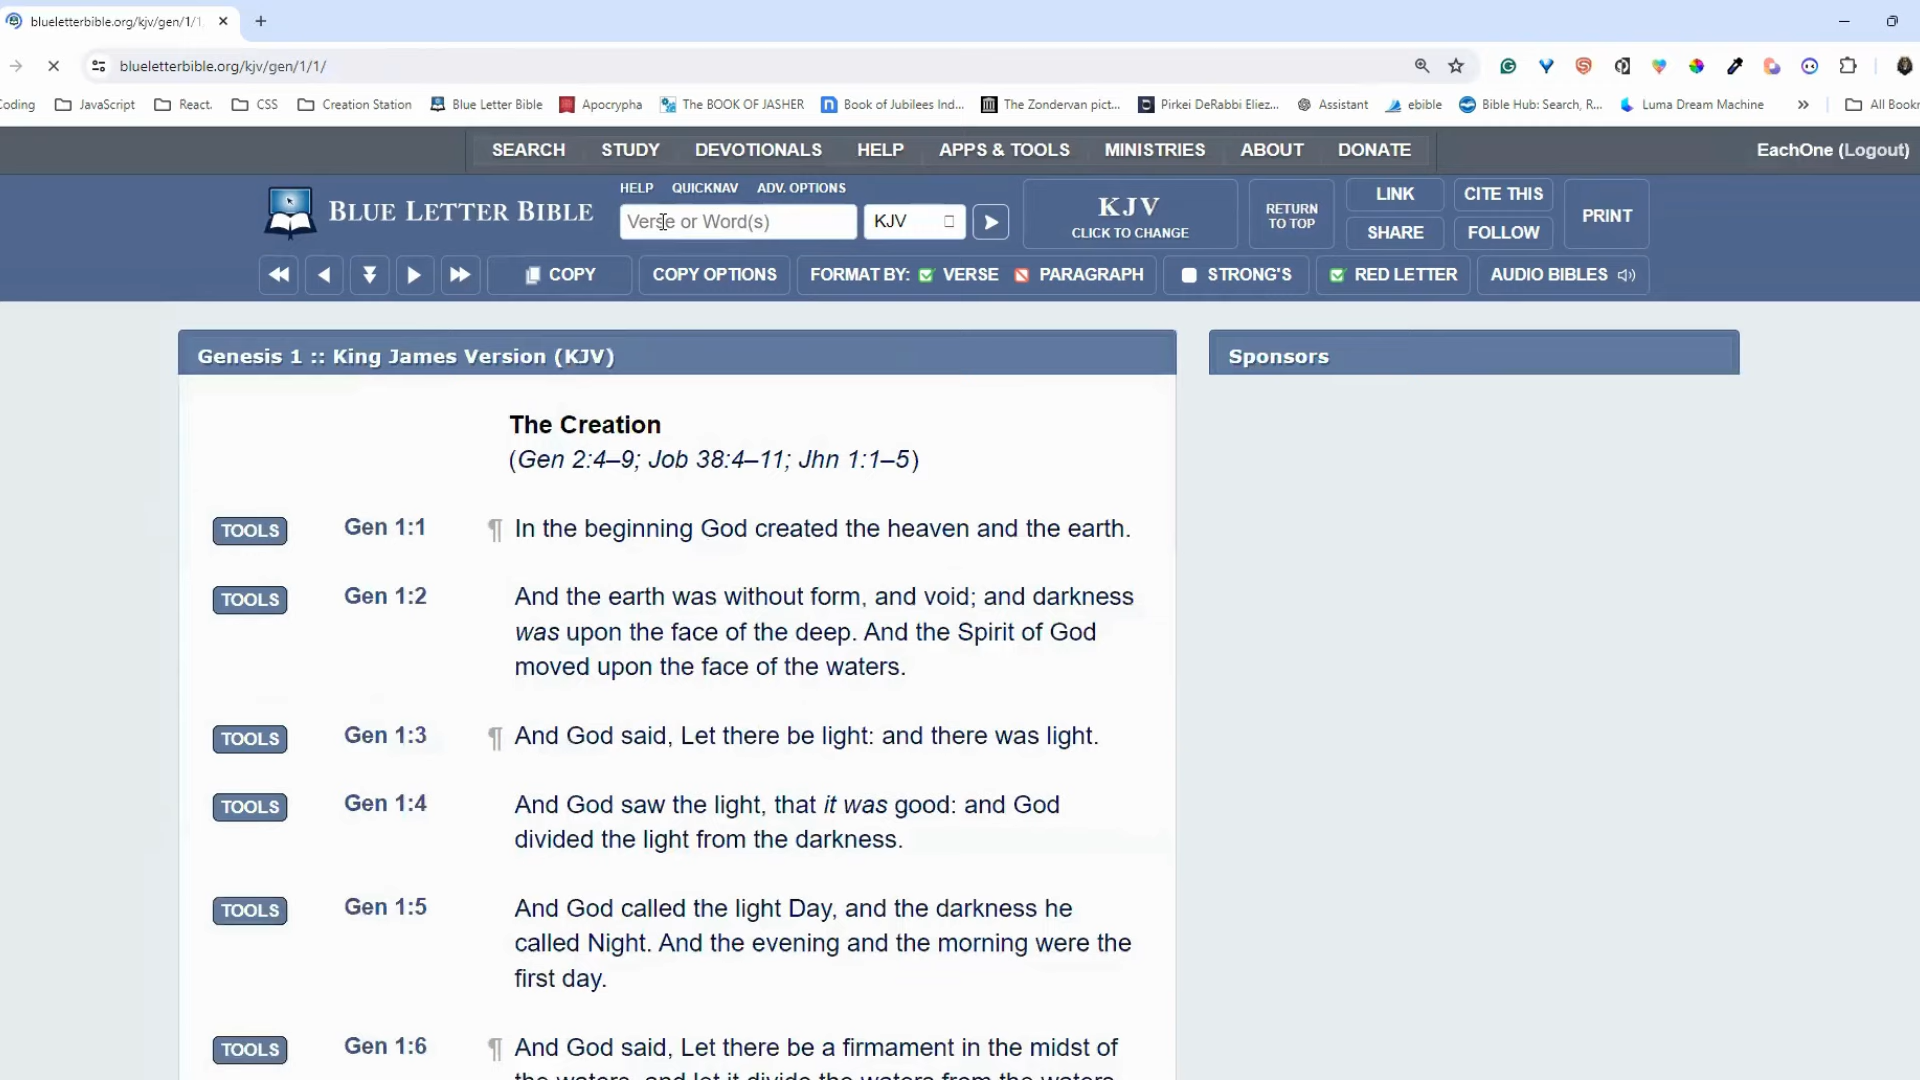 blueletterbible.org/kjv/gen/1/1
blueletterbible.org/kjv/gen/1/1/
Coding JavaScript React. CSS Creation Station Blue Letter Bible Apocrypha The BOOK OF JASHER Book of Jubilees Ind... The Zondervan pict... Pirkei DeRabbi Eliez... Assistant ebible Bible Hub: Search, R... Luma Dream Machine » All Bookr
SEARCH STUDY DEVOTIONALS HELP APPS & TOOLS MINISTRIES ABOUT DONATE EachOne (Logout)
HELP QUICKNAV ADV. OPTIONS
BLUE LETTER BIBLE
Verse or Word(s) KJV
KJV
CLICK TO CHANGE
RETURN
TO TOP
LINK CITE THIS
SHARE FOLLOW
PRINT
COPY COPY OPTIONS FORMAT BY: VERSE PARAGRAPH STRONG'S RED LETTER AUDIO BIBLES
Genesis 1 :: King James Version (KJV)
Sponsors
The Creation
(Gen 2:4–9; Job 38:4–11; Jhn 1:1–5)
TOOLS Gen 1:1 ¶ In the beginning God created the heaven and the earth.
TOOLS Gen 1:2 And the earth was without form, and void; and darkness
was upon the face of the deep. And the Spirit of God
moved upon the face of the waters.
TOOLS Gen 1:3 ¶ And God said, Let there be light: and there was light.
TOOLS Gen 1:4 And God saw the light, that it was good: and God
divided the light from the darkness.
TOOLS Gen 1:5 And God called the light Day, and the darkness he
called Night. And the evening and the morning were the
first day.
TOOLS Gen 1:6 ¶ And God said, Let there be a firmament in the midst of
the waters, and let it divide the waters from the waters.